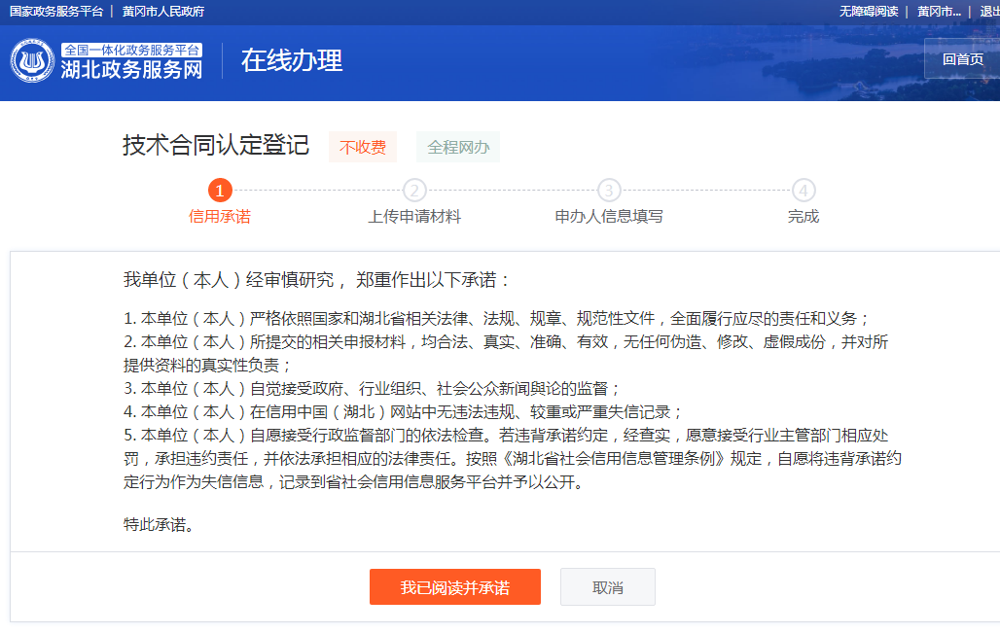 国家政务服务平台 | 黄冈市人民政府
无障碍阅读 | 黄冈市... | 退出
全国一体化政务服务平台
湖北政务服务网
在线办理
回首页
技术合同认定登记 不收费 全程网办
1 2 3 4
信用承诺 上传申请材料 申办人信息填写 完成
我单位（本人）经审慎研究， 郑重作出以下承诺：
1. 本单位（本人）严格依照国家和湖北省相关法律、法规、规章、规范性文件，全面履行应尽的责任和义务；
2. 本单位（本人）所提交的相关申报材料，均合法、真实、准确、有效，无任何伪造、修改、虚假成份，并对所
提供资料的真实性负责；
3. 本单位（本人）自觉接受政府、行业组织、社会公众新闻舆论的监督；
4. 本单位（本人）在信用中国（湖北）网站中无违法违规、较重或严重失信记录；
5. 本单位（本人）自愿接受行政监督部门的依法检查。若违背承诺约定，经查实，愿意接受行业主管部门相应处
罚，承担违约责任，并依法承担相应的法律责任。按照《湖北省社会信用信息管理条例》规定，自愿将违背承诺约
定行为作为失信信息，记录到省社会信用信息服务平台并予以公开。
特此承诺。
我已阅读并承诺 取消